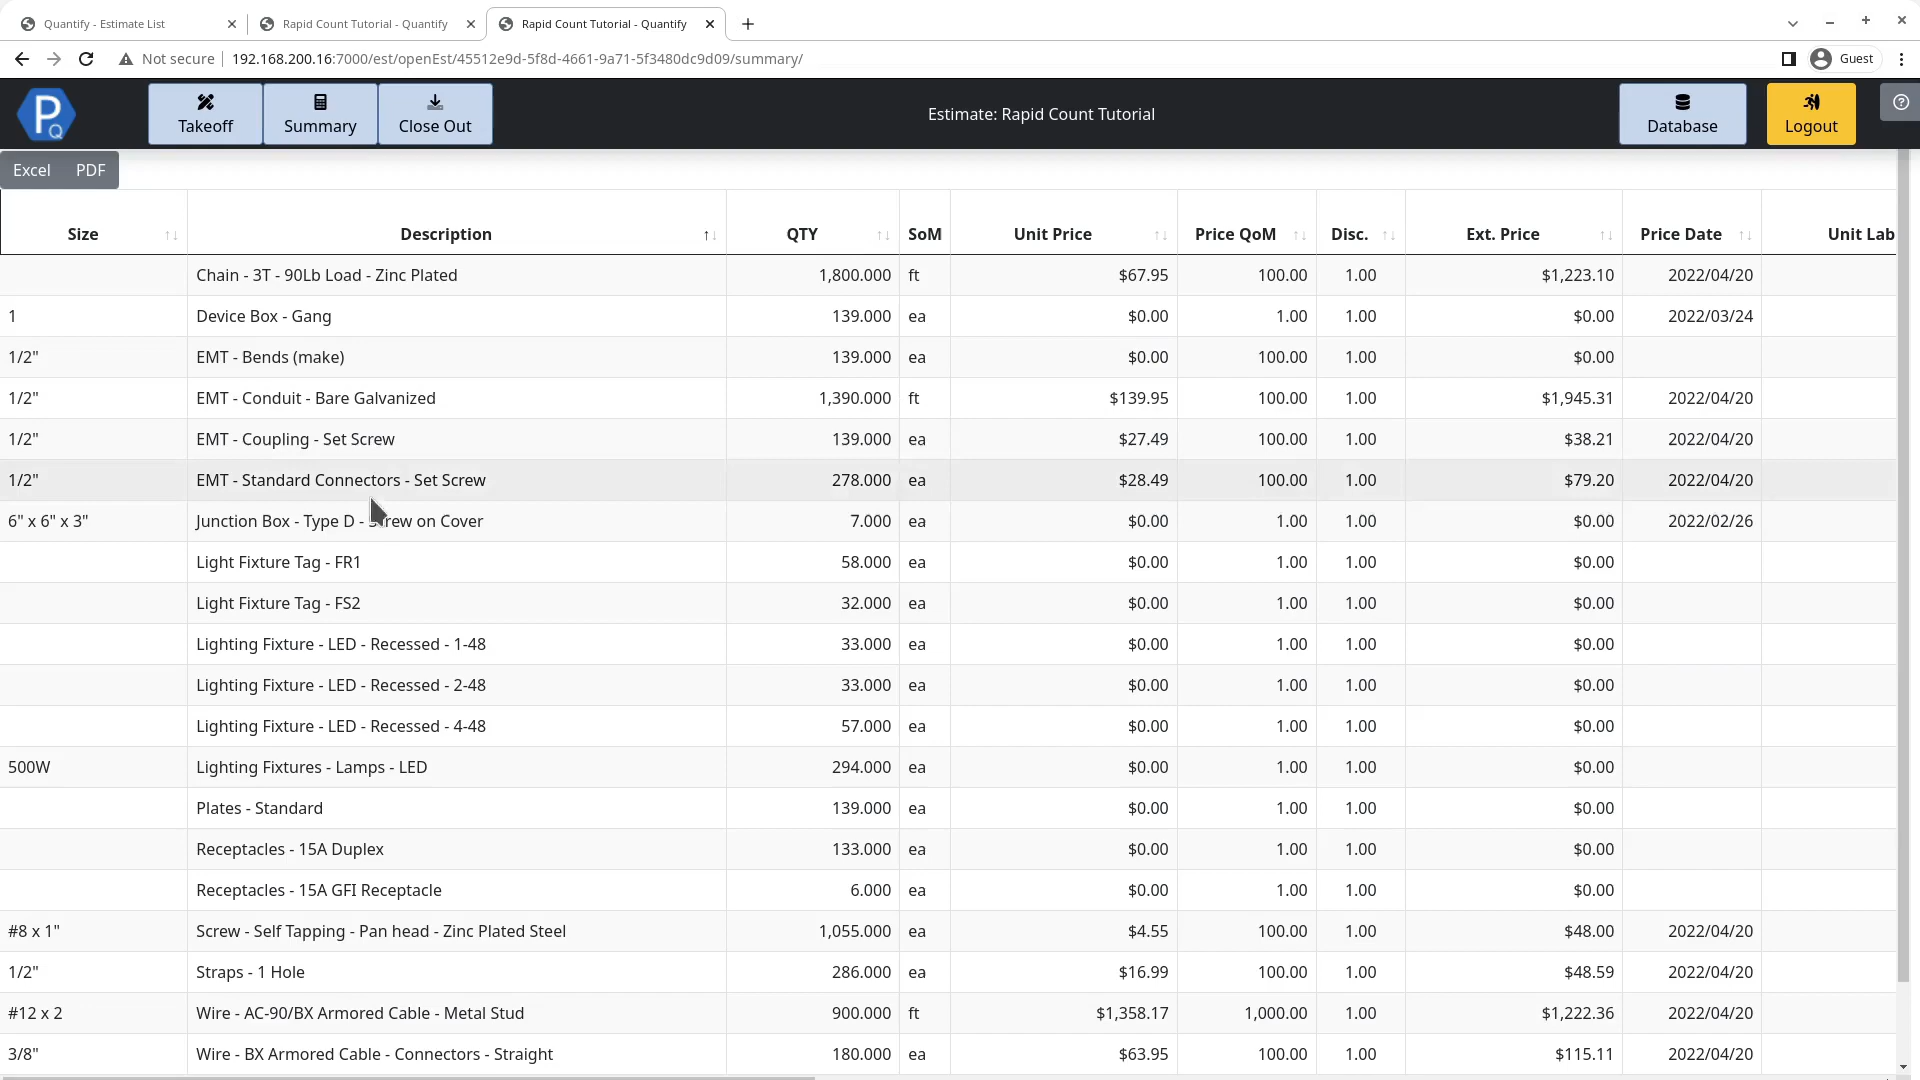 Quantify - Estimate List
Rapid Count Tutorial - Quantify
Rapid Count Tutorial - Quantify
Not secure 192.168.200.16:7000/est/openEst/45512e9d-5f8d-4661-9a71-5f3480dc9d09/summary/ Guest
PQ Takeoff Summary Close Out Estimate: Rapid Count Tutorial Database Logout
Excel PDF
Size Description QTY SoM Unit Price Price QoM Disc. Ext. Price Price Date Unit Lab
Chain - 3T - 90Lb Load - Zinc Plated 1,800.000 ft $67.95 100.00 1.00 $1,223.10 2022/04/20
1 Device Box - Gang 139.000 ea $0.00 1.00 1.00 $0.00 2022/03/24
1/2" EMT - Bends (make) 139.000 ea $0.00 100.00 1.00 $0.00
1/2" EMT - Conduit - Bare Galvanized 1,390.000 ft $139.95 100.00 1.00 $1,945.31 2022/04/20
1/2" EMT - Coupling - Set Screw 139.000 ea $27.49 100.00 1.00 $38.21 2022/04/20
1/2" EMT - Standard Connectors - Set Screw 278.000 ea $28.49 100.00 1.00 $79.20 2022/04/20
6" x 6" x 3" Junction Box - Type D - Screw on Cover 7.000 ea $0.00 1.00 1.00 $0.00 2022/02/26
Light Fixture Tag - FR1 58.000 ea $0.00 1.00 1.00 $0.00
Light Fixture Tag - FS2 32.000 ea $0.00 1.00 1.00 $0.00
Lighting Fixture - LED - Recessed - 1-48 33.000 ea $0.00 1.00 1.00 $0.00
Lighting Fixture - LED - Recessed - 2-48 33.000 ea $0.00 1.00 1.00 $0.00
Lighting Fixture - LED - Recessed - 4-48 57.000 ea $0.00 1.00 1.00 $0.00
500W Lighting Fixtures - Lamps - LED 294.000 ea $0.00 1.00 1.00 $0.00
Plates - Standard 139.000 ea $0.00 1.00 1.00 $0.00
Receptacles - 15A Duplex 133.000 ea $0.00 1.00 1.00 $0.00
Receptacles - 15A GFI Receptacle 6.000 ea $0.00 1.00 1.00 $0.00
#8 x 1" Screw - Self Tapping - Pan head - Zinc Plated Steel 1,055.000 ea $4.55 100.00 1.00 $48.00 2022/04/20
1/2" Straps - 1 Hole 286.000 ea $16.99 100.00 1.00 $48.59 2022/04/20
#12 x 2 Wire - AC-90/BX Armored Cable - Metal Stud 900.000 ft $1,358.17 1,000.00 1.00 $1,222.36 2022/04/20
3/8" Wire - BX Armored Cable - Connectors - Straight 180.000 ea $63.95 100.00 1.00 $115.11 2022/04/20